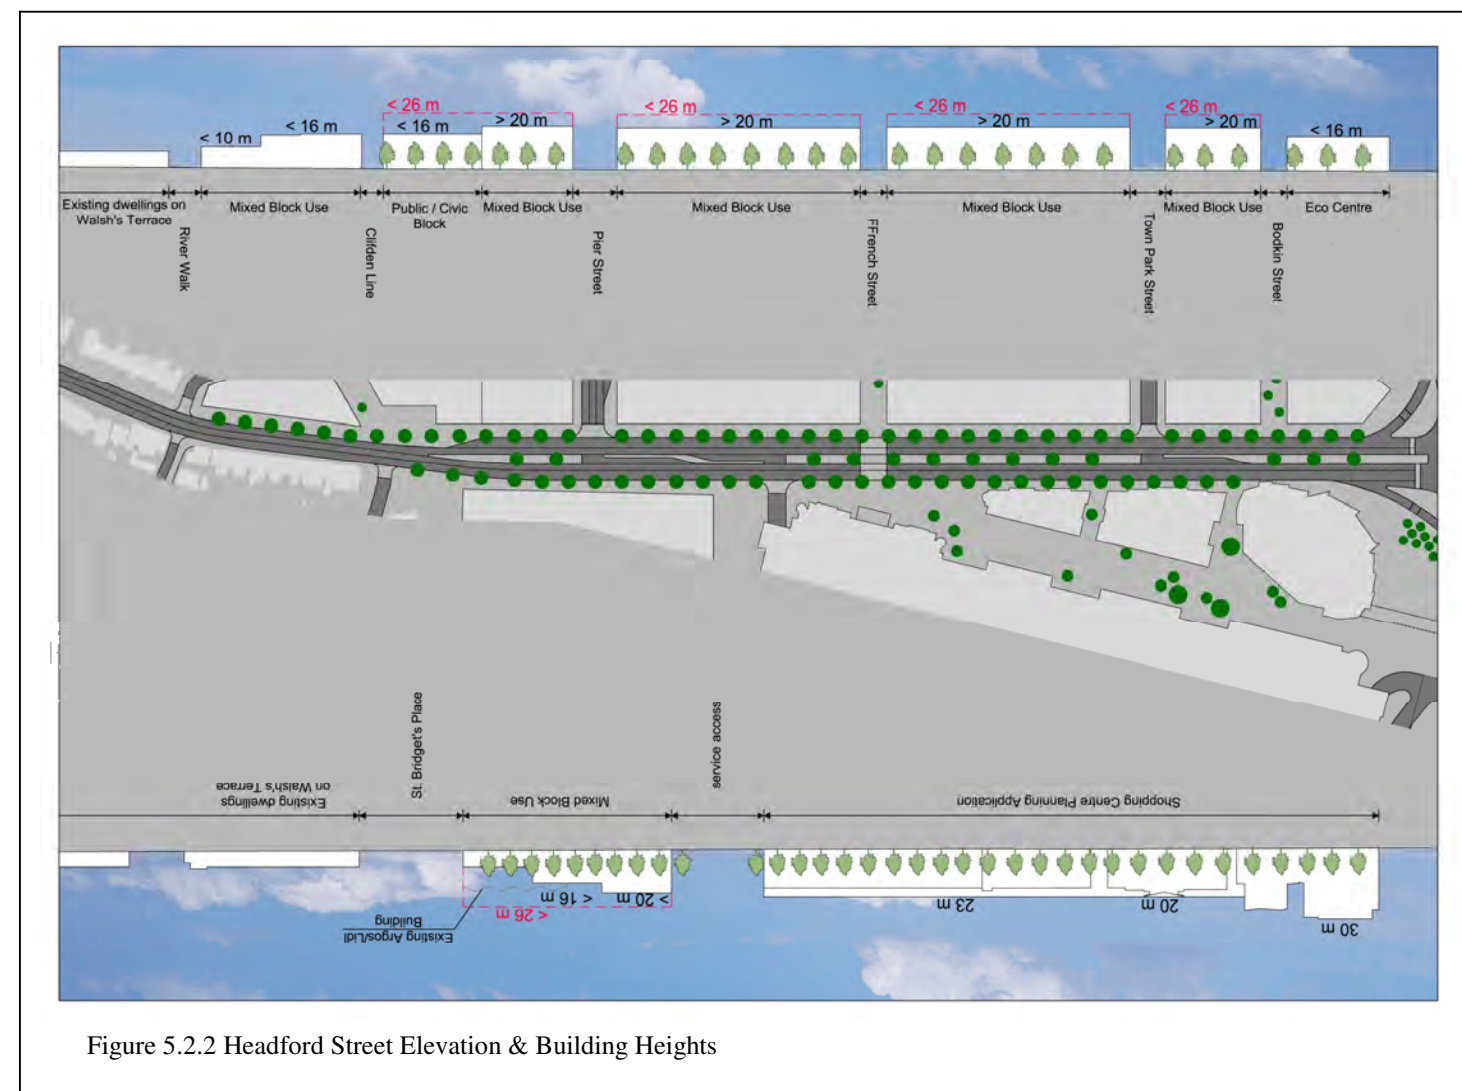 < 26 m
< 26 m
< 26 m
< 26 m
< 10 m
< 16 m
< 16 m
> 20 m
> 20 m
> 20 m
> 20 m
< 16 m
Existing dwellings on
Walsh's Terrace
Mixed Block Use
Public / Civic
Block
Mixed Block Use
Mixed Block Use
Mixed Block Use
Mixed Block Use
Eco Centre
River Walk
Clifden Line
Pier Street
FFrench Street
Town Park Street
Bodkin Street
St. Bridget's Place
service access
Existing dwellings
on Walsh's Terrace
Mixed Block Use
Shopping Centre Planning Application
< 26 m
< 16 m
> 20 m
23 m
20 m
30 m
Existing Argos/Lidl
Building
Figure 5.2.2 Headford Street Elevation & Building Heights